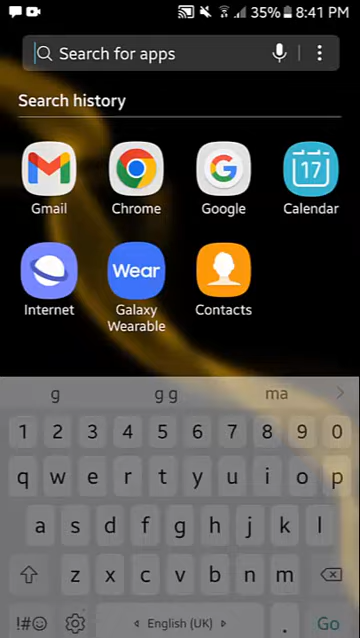 35% 8:41 PM
Search for apps
Search history
Gmail
Chrome
Google
Calendar
17
Internet
Wear
Galaxy
Wearable
Contacts
g
g g
ma
1 2 3 4 5 6 7 8 9 0
q w e r t y u i o p
a s d f g h j k l
z x c v b n m
!#☺ English (UK) . Go